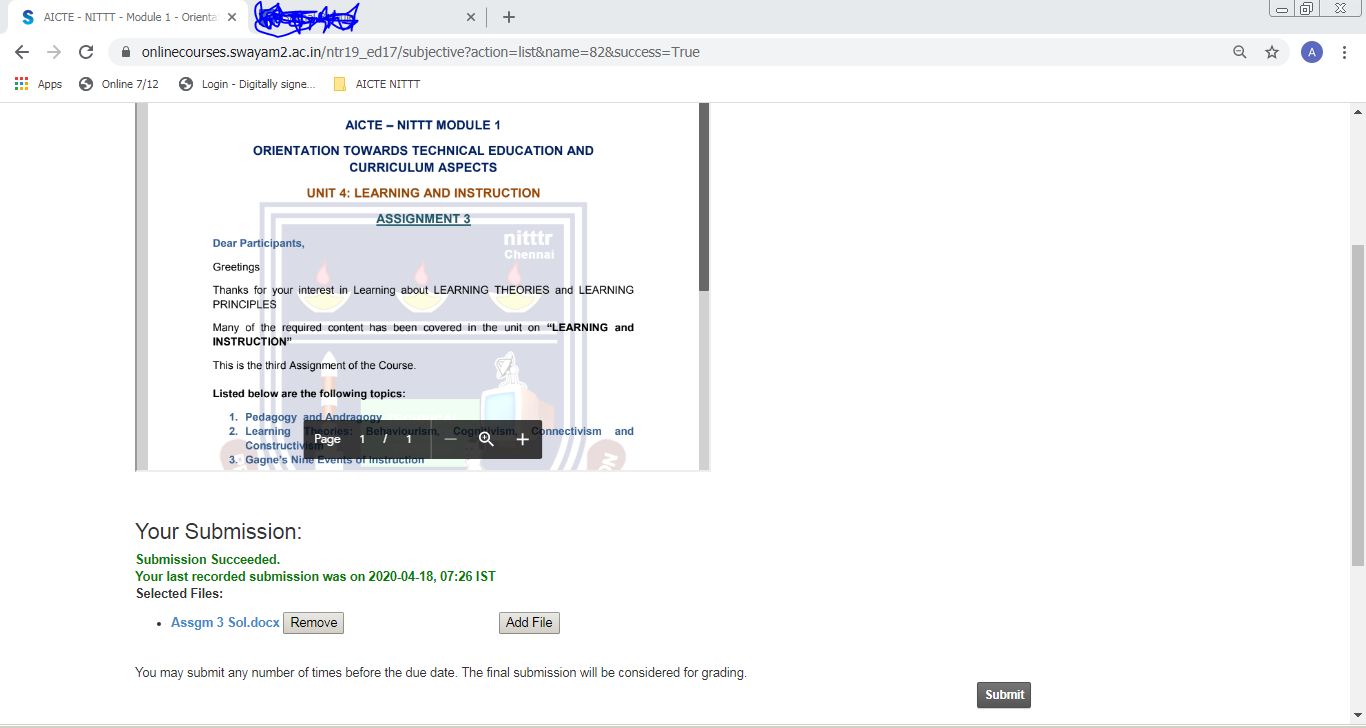 AICTE - NITTT - Module 1 - Orienta
onlinecourses.swayam2.ac.in/ntr19_ed17/subjective?action=list&name=82&success=True
A
Apps
Online 7/12
Login - Digitally signe...
AICTE NITTT
AICTE – NITTT MODULE 1
ORIENTATION TOWARDS TECHNICAL EDUCATION AND
CURRICULUM ASPECTS
UNIT 4: LEARNING AND INSTRUCTION
ASSIGNMENT 3
nitttr
Chennai
Dear Participants,
Greetings
Thanks for your interest in Learning about LEARNING THEORIES and LEARNING
PRINCIPLES
Many of the required content has been covered in the unit on “LEARNING and
INSTRUCTION”
This is the third Assignment of the Course.
Listed below are the following topics:
1. Pedagogy and Andragogy
2. Learning Theories: Behaviourism, Cognitivism, Connectivism and
Constructivism
Page 1 / 1
3. Gagne's Nine Events of Instruction
Your Submission:
Submission Succeeded.
Your last recorded submission was on 2020-04-18, 07:26 IST
Selected Files:
Assgm 3 Sol.docx Remove Add File
You may submit any number of times before the due date. The final submission will be considered for grading.
Submit